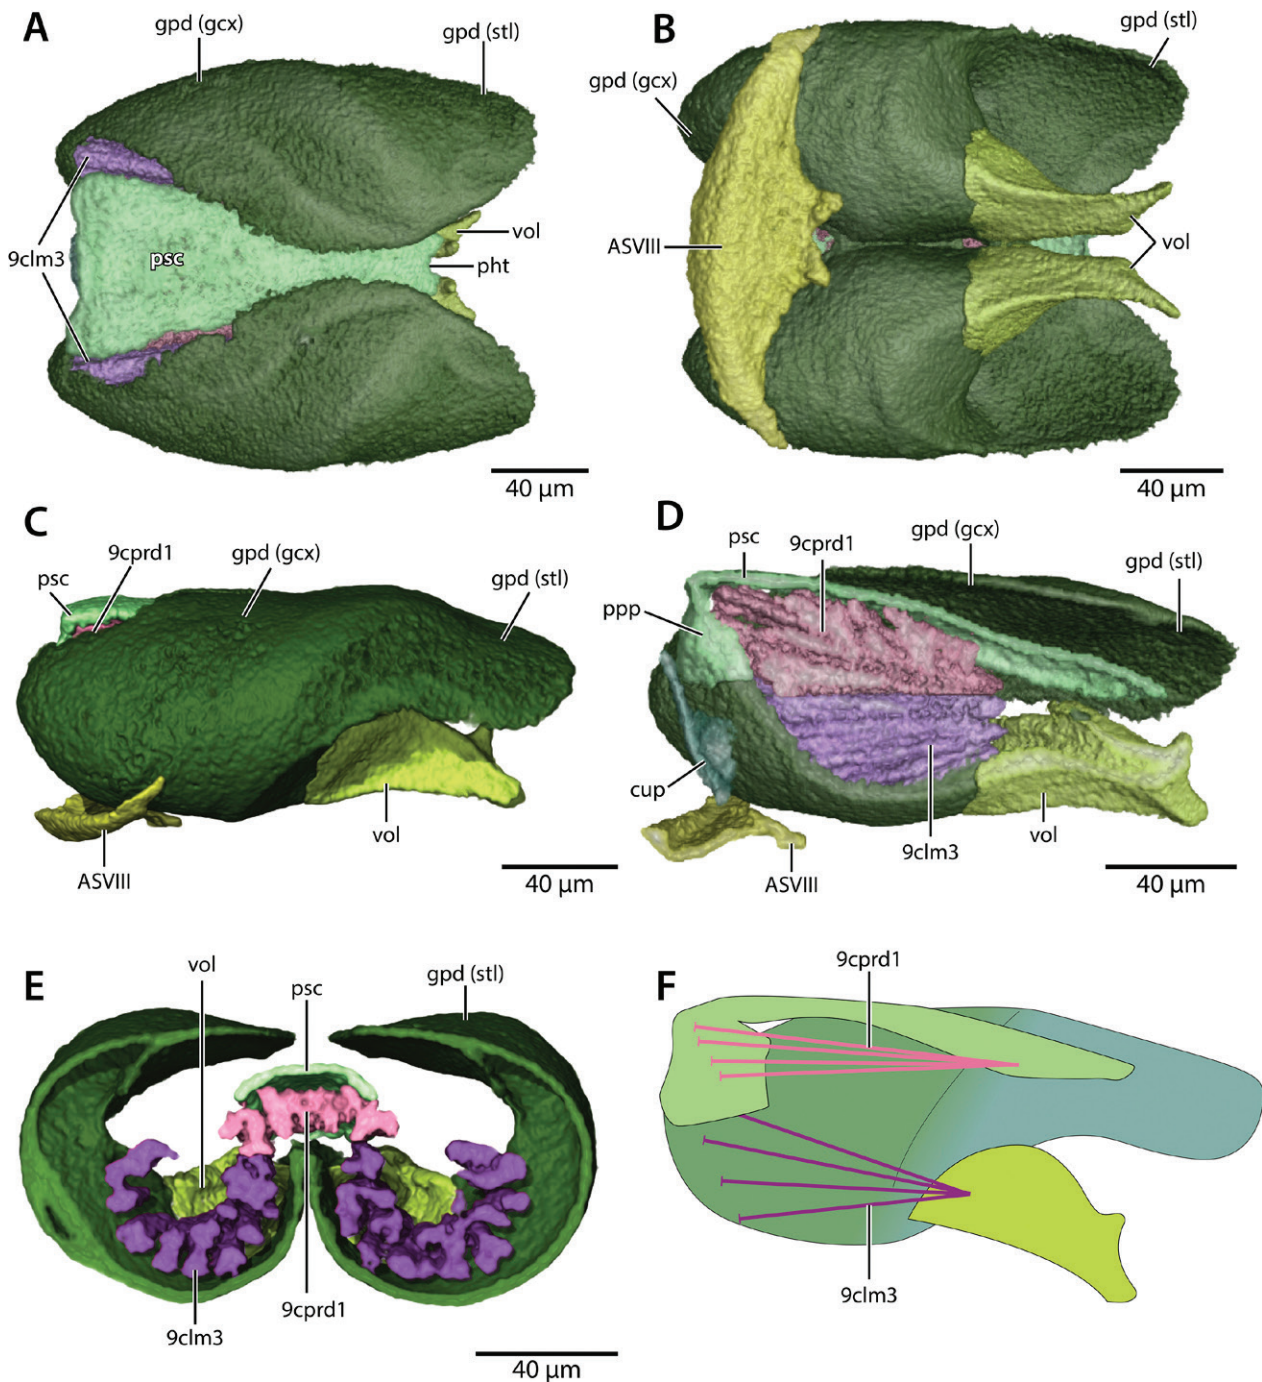 A
gpd (gcx)
gpd (stl)
9clm3
psc
vol
pht
40 µm
B
gpd (stl)
gpd (gcx)
ASVIII
vol
40 µm
C
9cprd1
psc
gpd (gcx)
gpd (stl)
vol
ASVIII
40 µm
D
psc
9cprd1
gpd (gcx)
gpd (stl)
ppp
cup
vol
9clm3
ASVIII
40 µm
E
vol
psc
gpd (stl)
9cprd1
9clm3
40 µm
F
9cprd1
9clm3